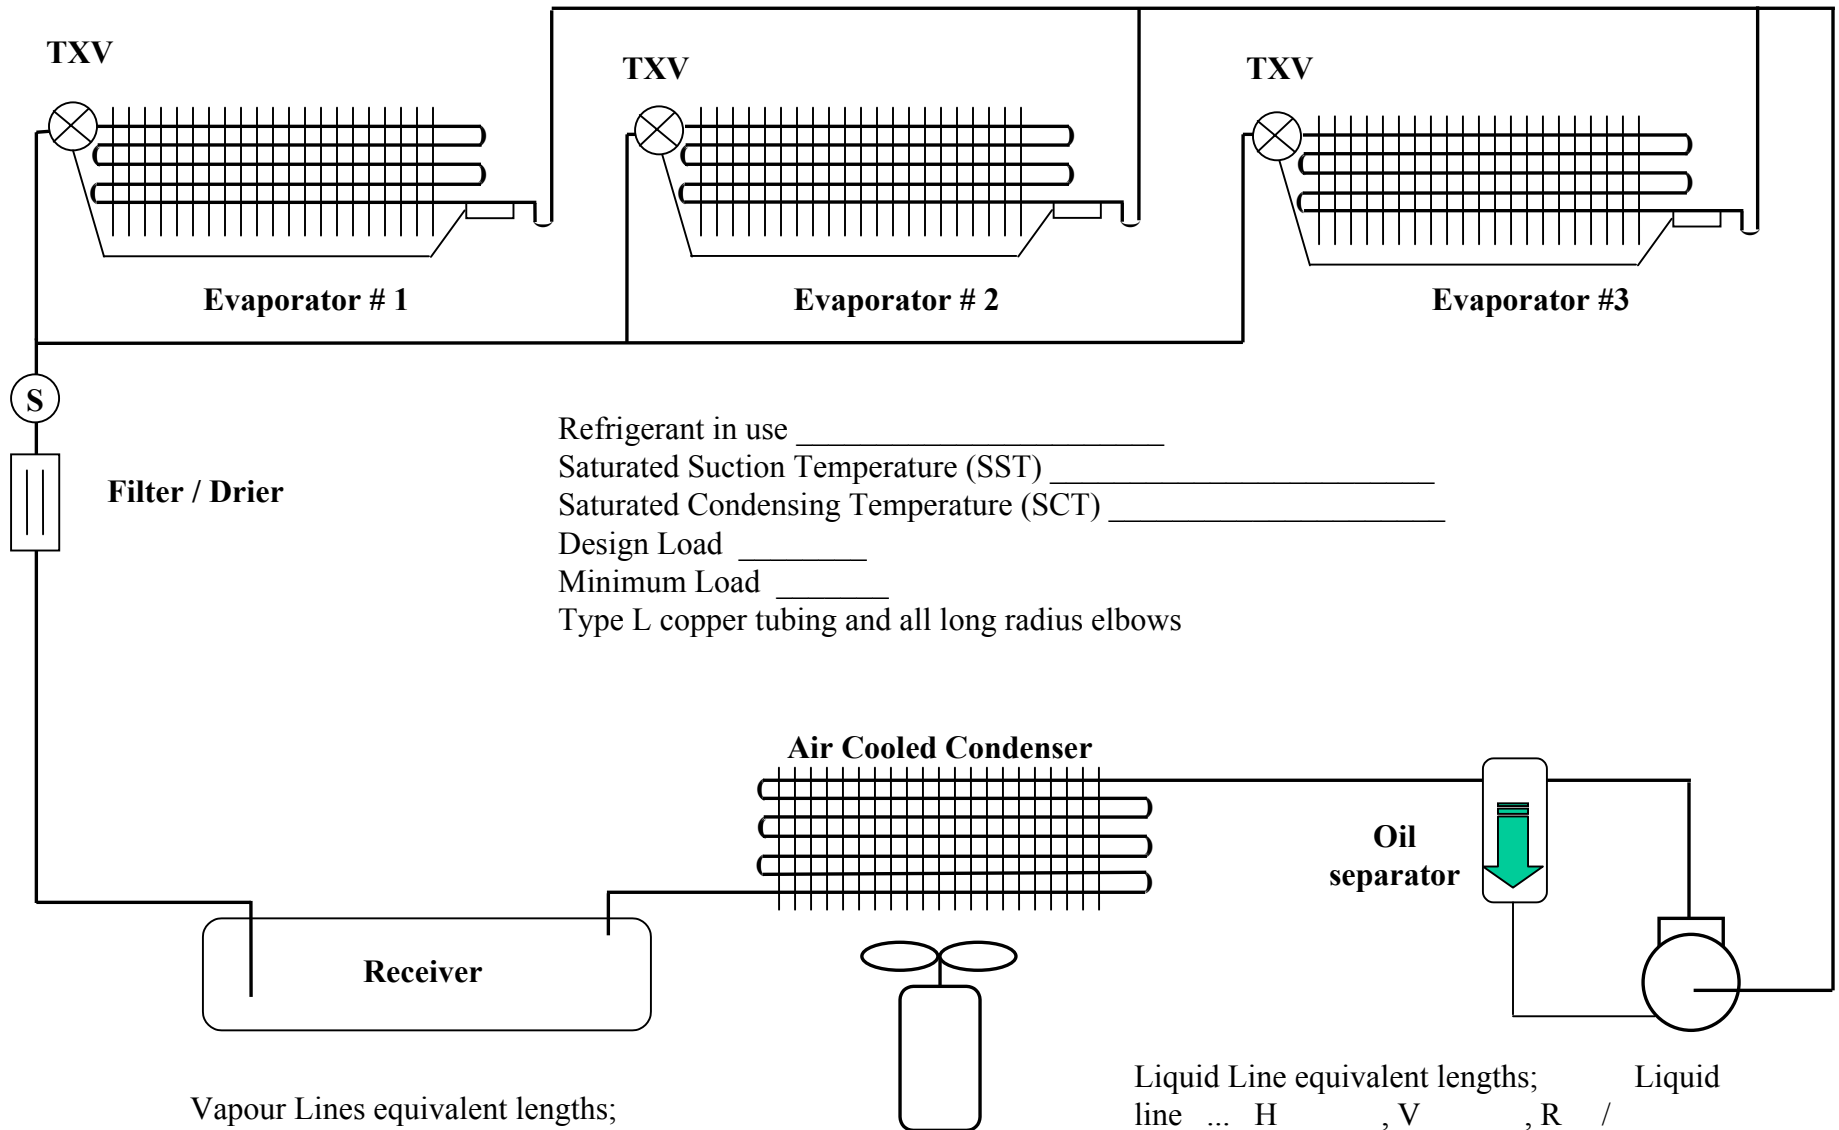 TXV
TXV
TXV
Evaporator # 1
Evaporator # 2
Evaporator #3
S
Filter / Drier
Refrigerant in use _______________________
Saturated Suction Temperature (SST) ________________________
Saturated Condensing Temperature (SCT) _____________________
Design Load ________
Minimum Load _______
Type L copper tubing and all long radius elbows
Air Cooled Condenser
Oil
separator
Receiver
Vapour Lines equivalent lengths;
Liquid Line equivalent lengths; Liquid
line ... H , V , R /